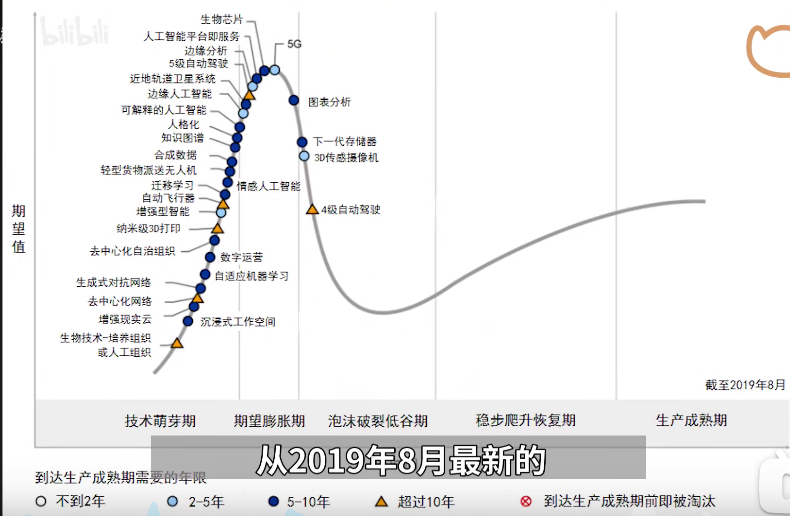 bilibili
生物芯片
人工智能平台即服务
5G
边缘分析
5级自动驾驶
近地轨道卫星系统
边缘人工智能
图表分析
可解释的人工智能
人格化
知识图谱
下一代存储器
合成数据
3D传感摄像机
轻型货物派送无人机
迁移学习
情感人工智能
自动飞行器
增强型智能
4级自动驾驶
期望值
纳米级3D打印
去中心化自治组织
数字运营
自适应机器学习
生成式对抗网络
去中心化网络
增强现实云
沉浸式工作空间
生物技术-培养组织
或人工组织
截至2019年8月
技术萌芽期 期望膨胀期 泡沫破裂低谷期 稳步爬升恢复期 生产成熟期
从2019年8月最新的
到达生产成熟期需要的年限
不到2年 2-5年 5-10年 超过10年 到达生产成熟期前即被淘汰